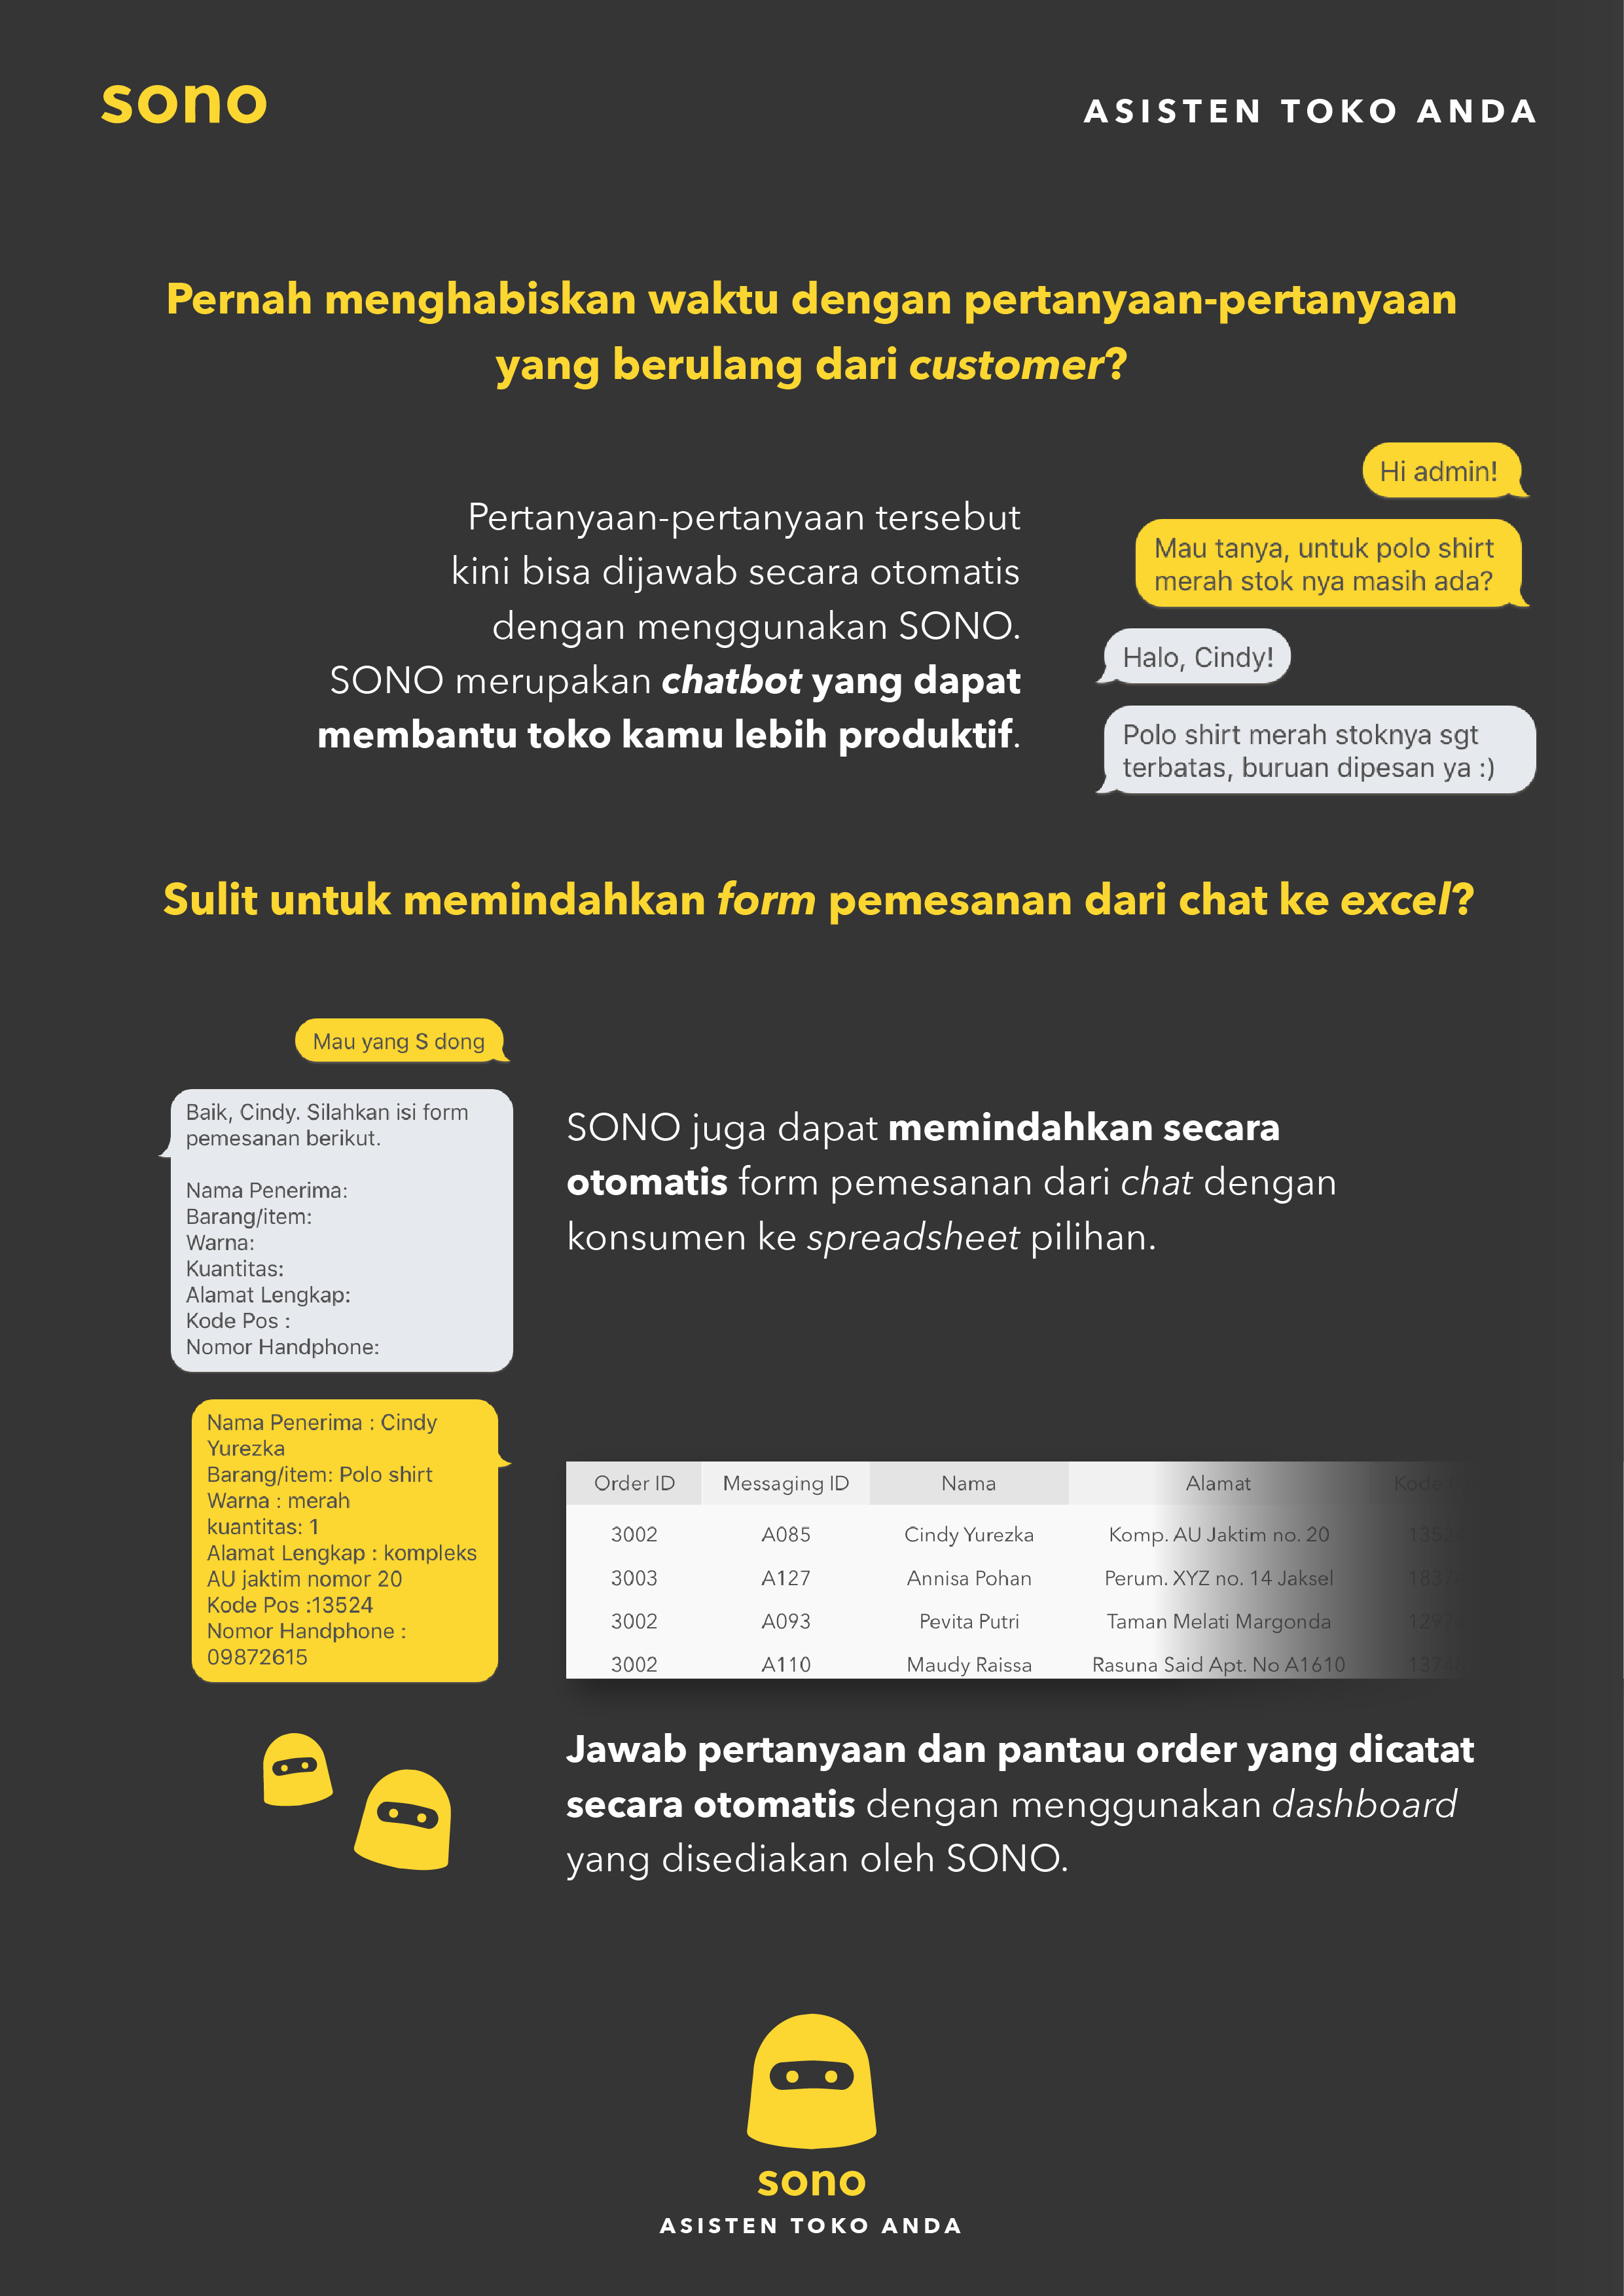 sono
ASISTEN TOKO ANDA
Pernah menghabiskan waktu dengan pertanyaan-pertanyaan
yang berulang dari customer?
Pertanyaan-pertanyaan tersebut
kini bisa dijawab secara otomatis
dengan menggunakan SONO.
SONO merupakan chatbot yang dapat
membantu toko kamu lebih produktif.
Hi admin!
Mau tanya, untuk polo shirt
merah stok nya masih ada?
Halo, Cindy!
Polo shirt merah stoknya sgt
terbatas, buruan dipesan ya :)
Sulit untuk memindahkan form pemesanan dari chat ke excel?
Mau yang S dong
Baik, Cindy. Silahkan isi form
pemesanan berikut.
Nama Penerima:
Barang/item:
Warna:
Kuantitas:
Alamat Lengkap:
Kode Pos :
Nomor Handphone:
Nama Penerima : Cindy
Yurezka
Barang/item: Polo shirt
Warna : merah
kuantitas: 1
Alamat Lengkap : kompleks
AU jaktim nomor 20
Kode Pos :13524
Nomor Handphone :
09872615
SONO juga dapat memindahkan secara
otomatis form pemesanan dari chat dengan
konsumen ke spreadsheet pilihan.
Order ID Messaging ID Nama Alamat Kode
3002 A085 Cindy Yurezka Komp. AU Jaktim no. 20
3003 A127 Annisa Pohan Perum. XYZ no. 14 Jaksel
3002 A093 Pevita Putri Taman Melati Margonda
3002 A110 Maudy Raissa Rasuna Said Apt. No A1610
Jawab pertanyaan dan pantau order yang dicatat
secara otomatis dengan menggunakan dashboard
yang disediakan oleh SONO.
sono
ASISTEN TOKO ANDA